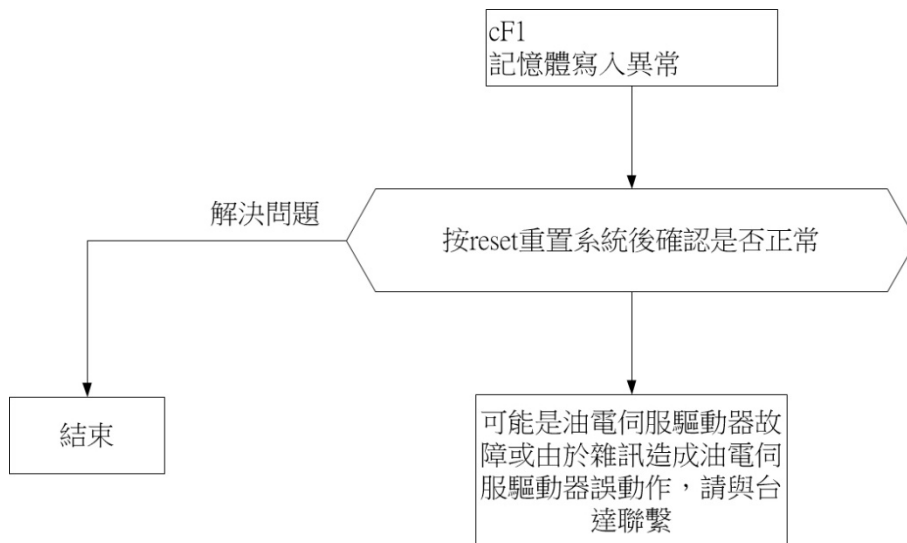 cF1
記憶體寫入異常
解決問題
按reset重置系統後確認是否正常
結束
可能是油電伺服驅動器故
障或由於雜訊造成油電伺
服驅動器誤動作，請與台
達聯繫